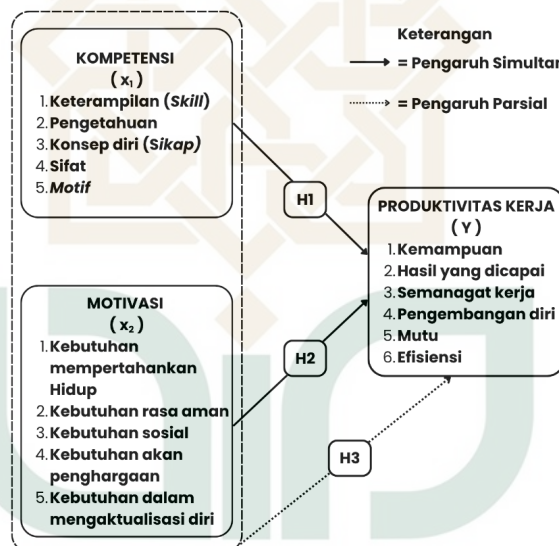 Keterangan
= Pengaruh Simultan
= Pengaruh Parsial
KOMPETENSI
( x₁ )
1. Keterampilan (Skill)
2. Pengetahuan
3. Konsep diri (Sikap)
4. Sifat
5. Motif
H1
PRODUKTIVITAS KERJA
( Y )
1. Kemampuan
2. Hasil yang dicapai
3. Semanagat kerja
4. Pengembangan diri
5. Mutu
6. Efisiensi
MOTIVASI
( x₂ )
1. Kebutuhan
mempertahankan
Hidup
2. Kebutuhan rasa aman
3. Kebutuhan sosial
4. Kebutuhan akan
penghargaan
5. Kebutuhan dalam
mengaktualisasi diri
H2
H3